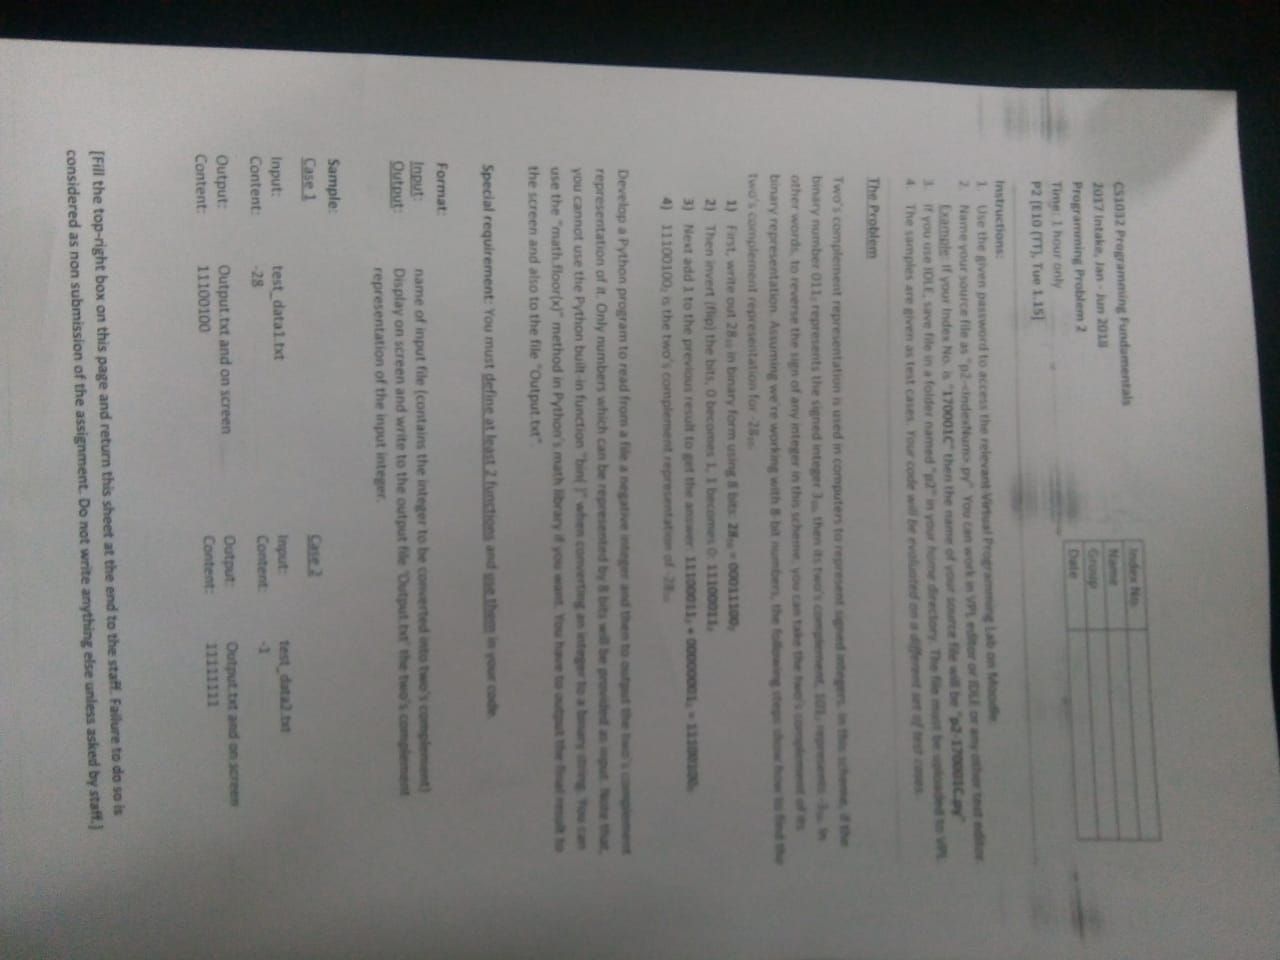 CS1032 Programming Fundamentals
2017 Intake, Jan - Jun 2018
Programming Problem 2
Time: 1 hour only
P2 [E10 (TT), Tue 1.15]
Index No
Name
Group
Date
Instructions:
1. Use the given password to access the relevant Virtual Programming Lab on Moodle
2. Name your source file as "p2-<IndexNum>.py" You can work in VPL editor or IDLE or any other text editor.
Example: If your Index No. is "170001C" then the name of your source file will be "p2-170001C.py"
3. If you use IDLE, save file in a folder named "p2" in your home directory. The file must be uploaded to VPL
4. The samples are given as test cases. Your code will be evaluated on a different set of test cases.
The Problem
Two's complement representation is used in computers to represent signed integers. In this scheme, if the
binary number 011₂ represents the signed integer 3₁₀, then its two's complement, 101₂ represents -3₁₀. In
other words, to reverse the sign of any integer in this scheme, you can take the two's complement of its
binary representation. Assuming we're working with 8-bit numbers, the following steps show how to find the
two's complement representation for -28₁₀
1) First, write out 28₁₀ in binary form using 8 bits: 28₁₀ = 00011100₂
2) Then invert (flip) the bits, 0 becomes 1, 1 becomes 0: 11100011₂
3) Next add 1 to the previous result to get the answer: 11100011₂ + 00000001₂ = 11100100₂
4) 11100100₂ is the two's complement representation of -28₁₀
Develop a Python program to read from a file a negative integer and then to output the two's complement
representation of it. Only numbers which can be represented by 8 bits will be provided as input. Note that,
you cannot use the Python built-in function "bin( )" when converting an integer to a binary string. You can
use the "math.floor(x)" method in Python's math library if you want. You have to output the final result to
the screen and also to the file "Output.txt".
Special requirement: You must define at least 2 functions and use them in your code.
Format:
Input: name of input file (contains the integer to be converted into two's complement)
Output: Display on screen and write to the output file 'Output.txt' the two's complement
representation of the input integer.
Sample:
Case 1
Input: test_data1.txt
Content: -28
Output: Output.txt and on screen
Content: 11100100
Case 2
Input: test_data2.txt
Content: -1
Output: Output.txt and on screen
Content: 11111111
[Fill the top-right box on this page and return this sheet at the end to the staff. Failure to do so is
considered as non submission of the assignment. Do not write anything else unless asked by staff.]